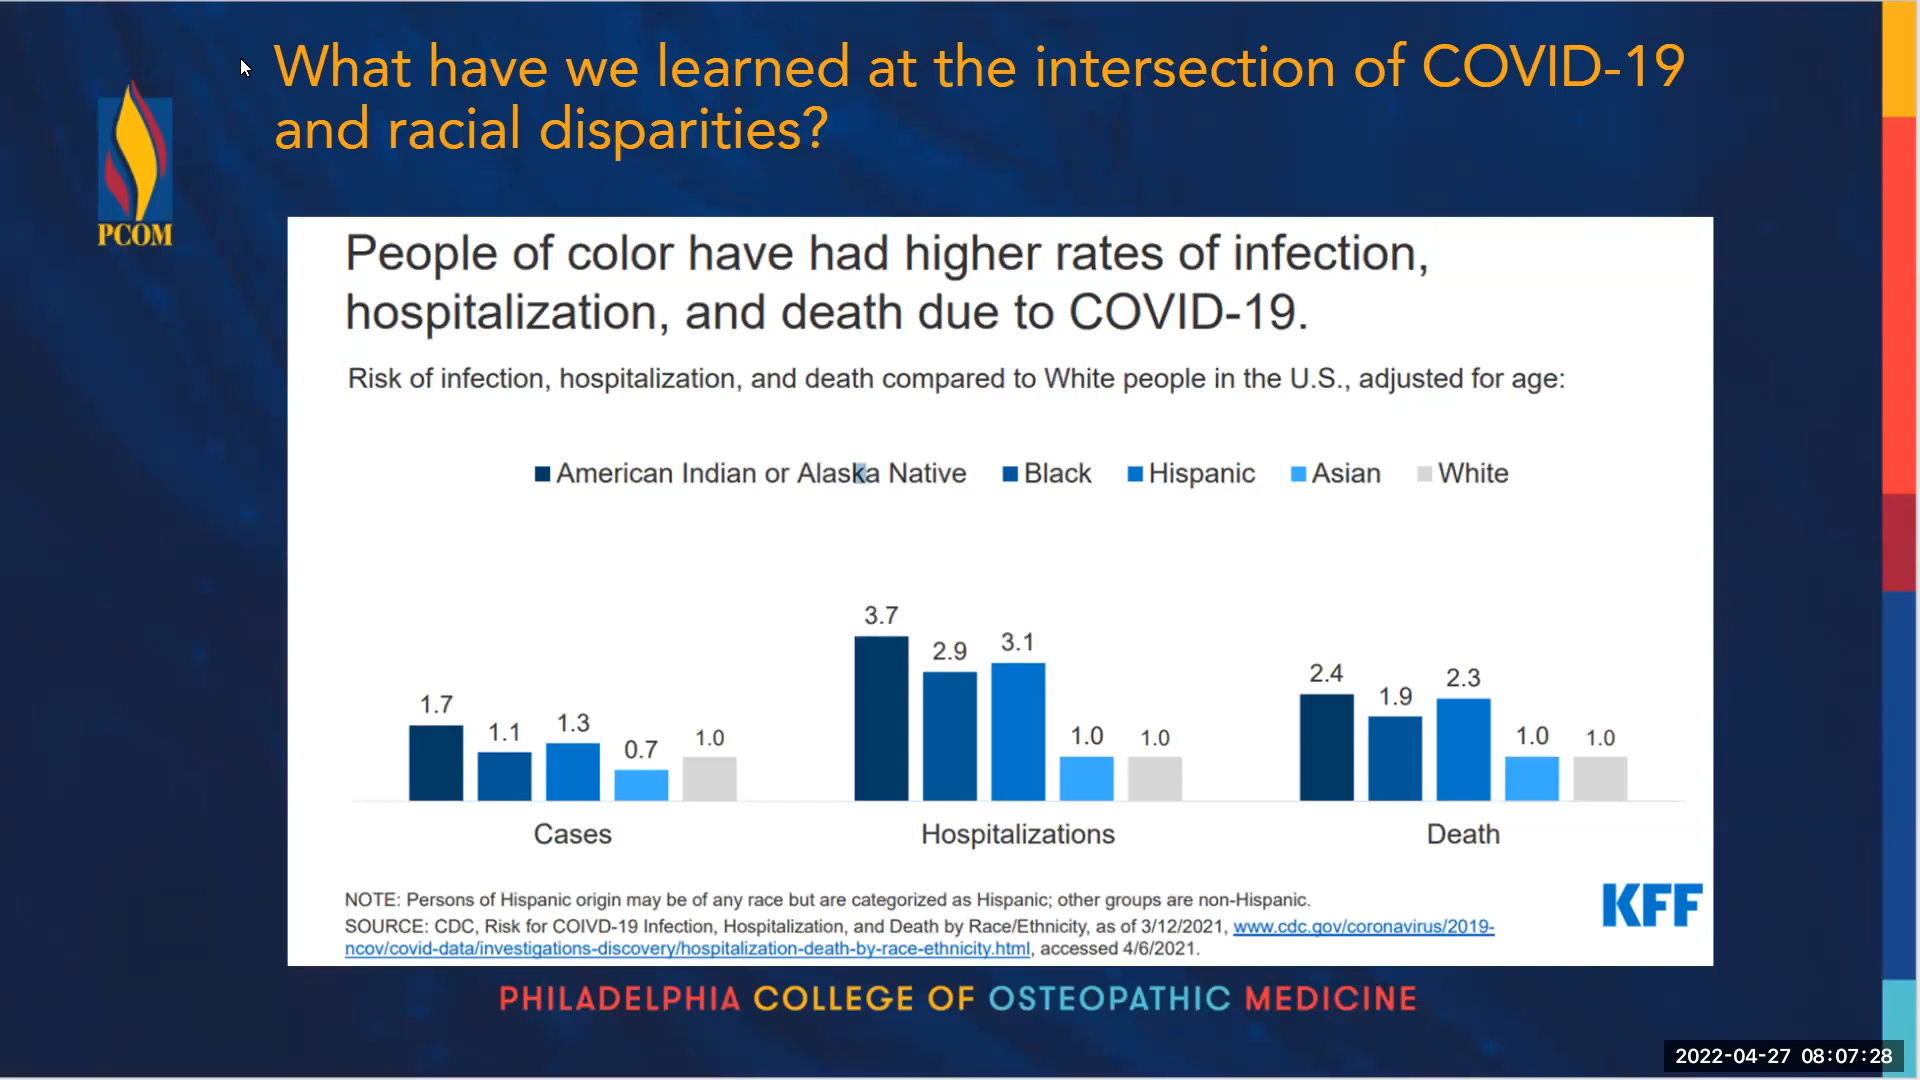 What have we learned at the intersection of COVID-19
and racial disparities?
PCOM
People of color have had higher rates of infection,
hospitalization, and death due to COVID-19.
Risk of infection, hospitalization, and death compared to White people in the U.S., adjusted for age:
American Indian or Alaska Native Black Hispanic Asian White
1.7 1.1 1.3 0.7 1.0
3.7 2.9 3.1 1.0 1.0
2.4 1.9 2.3 1.0 1.0
Cases Hospitalizations Death
NOTE: Persons of Hispanic origin may be of any race but are categorized as Hispanic; other groups are non-Hispanic.
SOURCE: CDC, Risk for COIVD-19 Infection, Hospitalization, and Death by Race/Ethnicity, as of 3/12/2021, www.cdc.gov/coronavirus/2019-
ncov/covid-data/investigations-discovery/hospitalization-death-by-race-ethnicity.html, accessed 4/6/2021.
KFF
PHILADELPHIA COLLEGE OF OSTEOPATHIC MEDICINE
2022-04-27 08:07:28